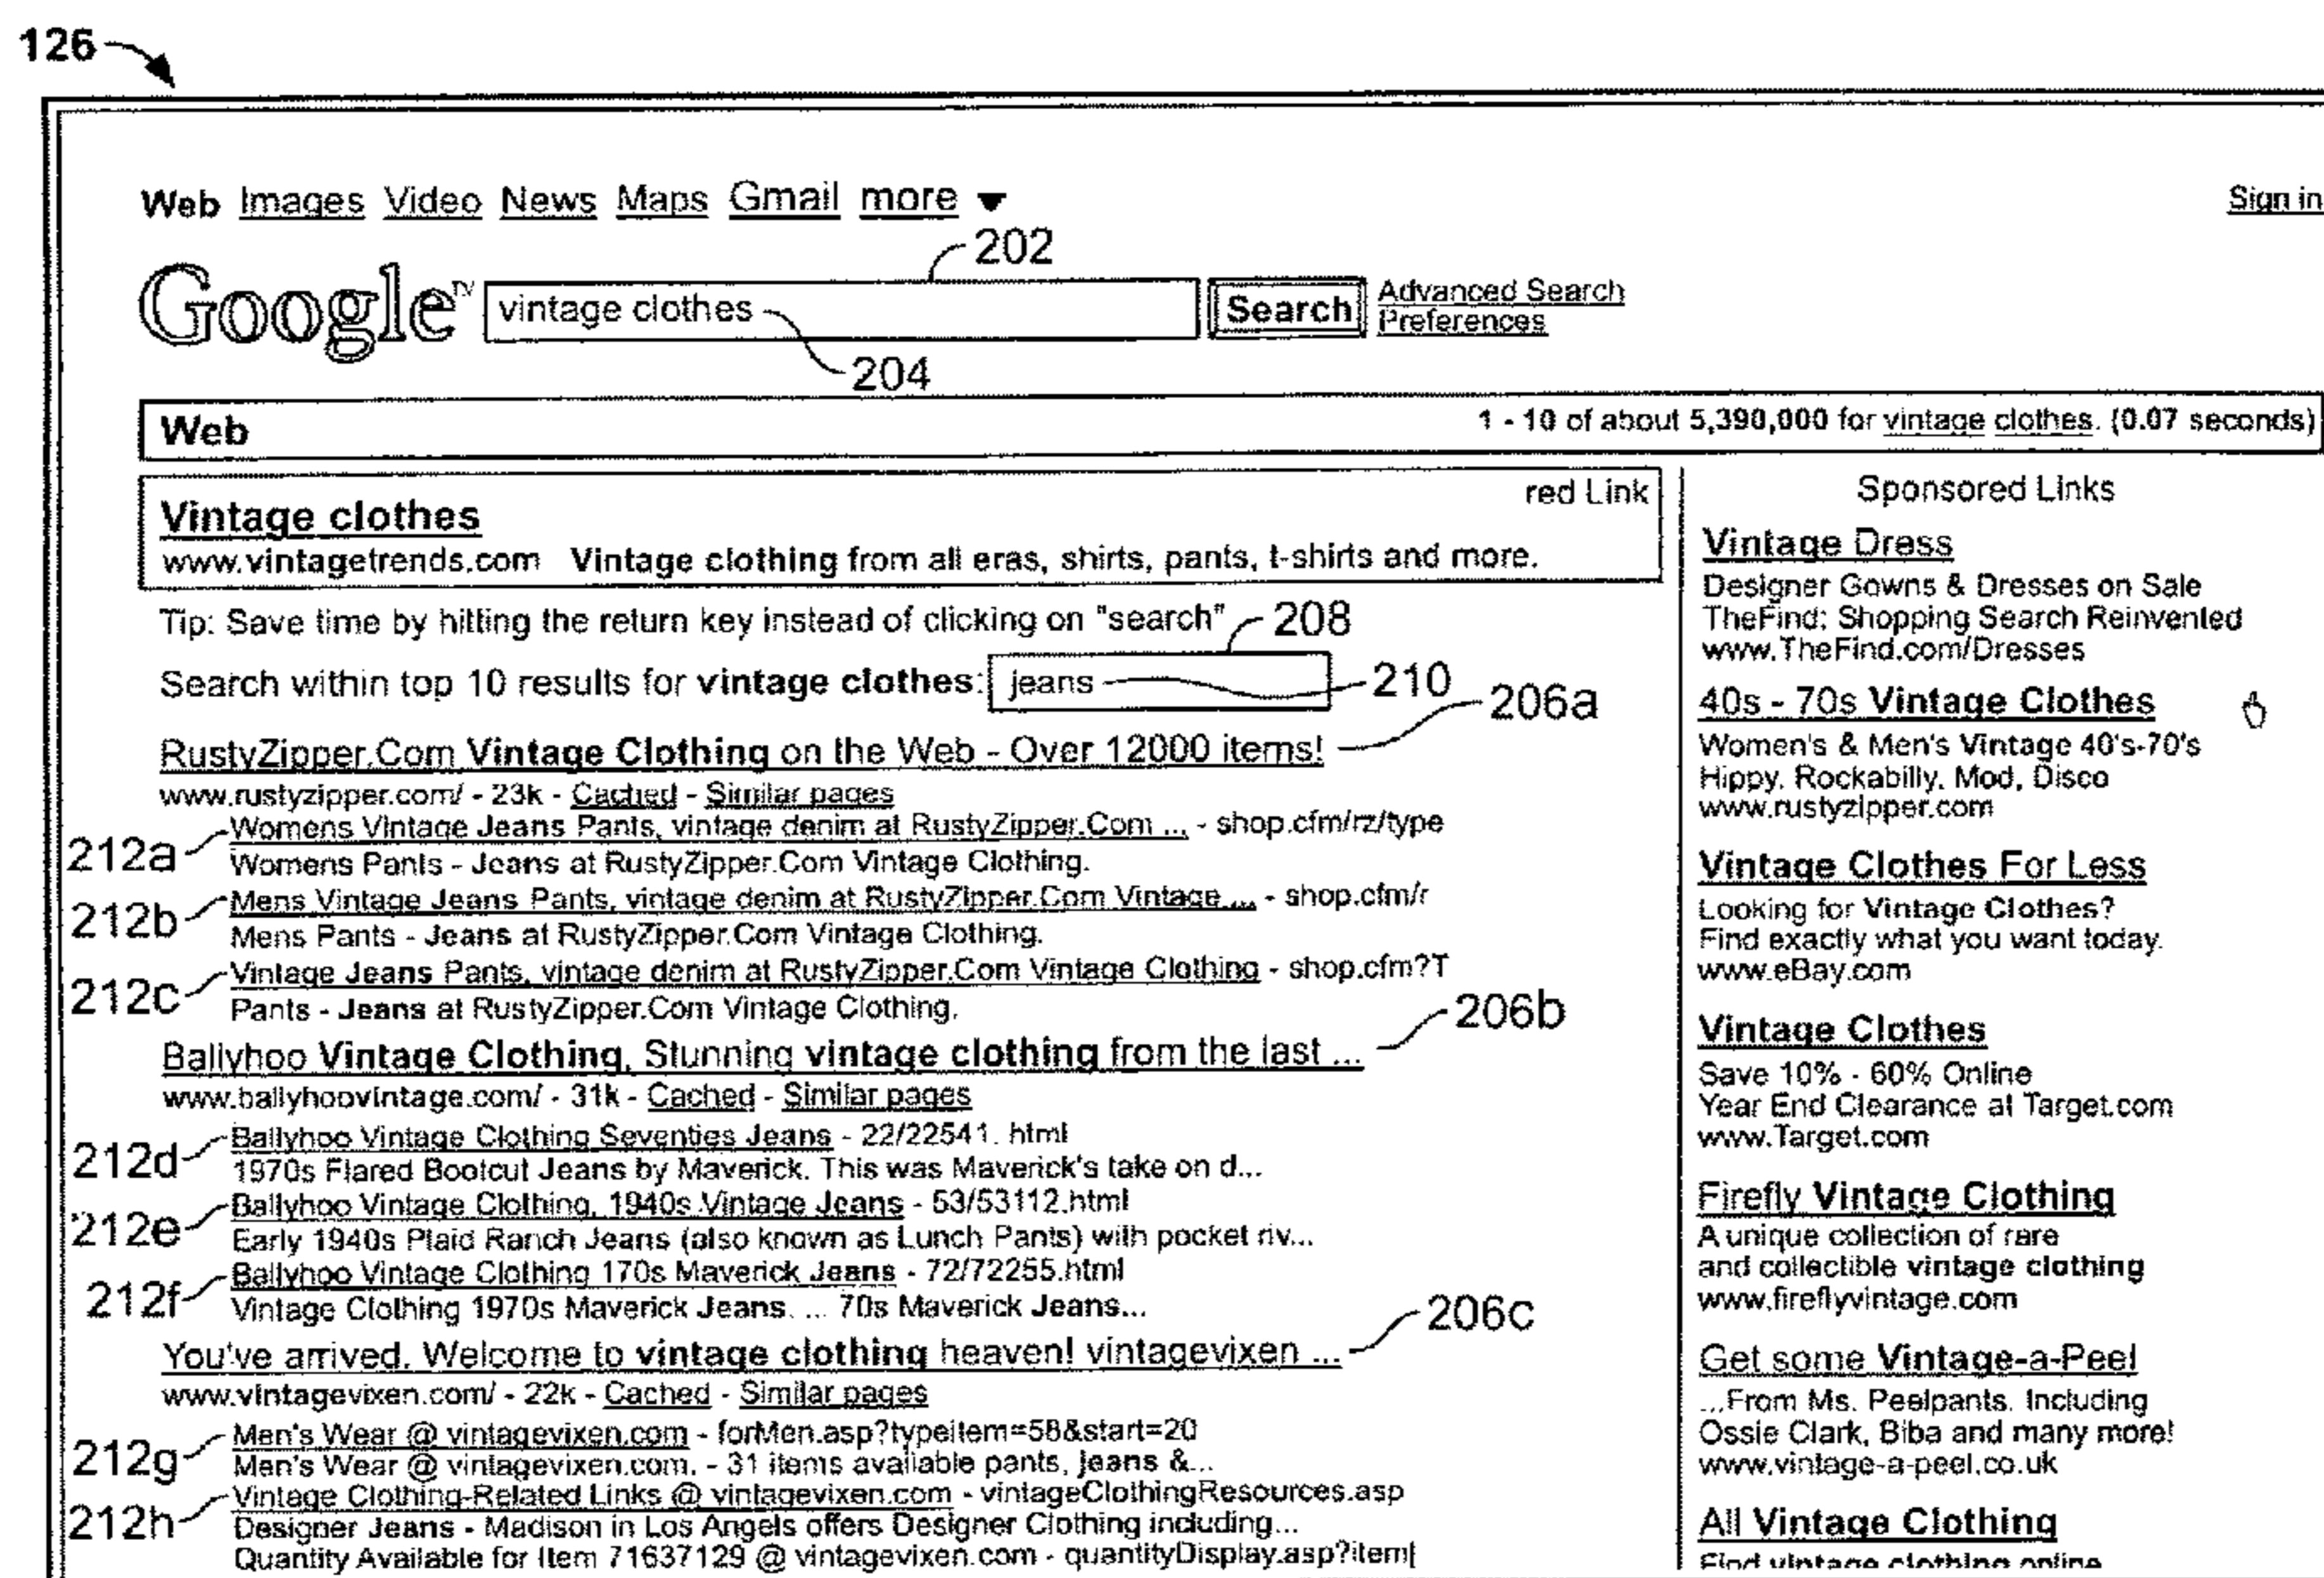 126
Web Images Video News Maps Gmail more
Sign in
202
Google
vintage clothes
Search
Advanced Search
Preferences
204
Web
1 - 10 of about 5,390,000 for vintage clothes. (0.07 seconds)
Vintage clothes
red Link
www.vintagetrends.com Vintage clothing from all eras, shirts, pants, t-shirts and more.
Tip: Save time by hitting the return key instead of clicking on "search"
208
Search within top 10 results for vintage clothes: jeans
210
206a
RustyZipper.Com Vintage Clothing on the Web - Over 12000 items!
www.rustyzipper.com/ - 23k - Cached - Similar pages
212a
Womens Vintage Jeans Pants, vintage denim at RustyZipper.Com ... - shop.cfm/rz/type
Womens Pants - Jeans at RustyZipper.Com Vintage Clothing.
212b
Mens Vintage Jeans Pants, vintage denim at RustyZipper.Com Vintage ... - shop.cfm/r
Mens Pants - Jeans at RustyZipper.Com Vintage Clothing.
212c
Vintage Jeans Pants, vintage denim at RustyZipper.Com Vintage Clothing - shop.cfm?T
Pants - Jeans at RustyZipper.Com Vintage Clothing.
206b
Ballyhoo Vintage Clothing, Stunning vintage clothing from the last ...
www.ballyhoovintage.com/ - 31k - Cached - Similar pages
212d
Ballyhoo Vintage Clothing Seventies Jeans - 22/22541. html
1970s Flared Bootcut Jeans by Maverick. This was Maverick's take on d...
212e
Ballyhoo Vintage Clothing, 1940s Vintage Jeans - 53/53112.html
Early 1940s Plaid Ranch Jeans (also known as Lunch Pants) with pocket riv...
212f
Ballyhoo Vintage Clothing 170s Maverick Jeans - 72/72255.html
Vintage Clothing 1970s Maverick Jeans. ... 70s Maverick Jeans...
206c
You've arrived. Welcome to vintage clothing heaven! vintagevixen ...
www.vintagevixen.com/ - 22k - Cached - Similar pages
212g
Men's Wear @ vintagevixen.com - forMen.asp?typeitem=58&start=20
Men's Wear @ vintagevixen.com. - 31 items available pants, jeans &...
212h
Vintage Clothing-Related Links @ vintagevixen.com - vintageClothingResources.asp
Designer Jeans - Madison in Los Angels offers Designer Clothing including...
Quantity Available for Item 71637129 @ vintagevixen.com - quantityDisplay.asp?item[
Sponsored Links
Vintage Dress
Designer Gowns & Dresses on Sale
TheFind: Shopping Search Reinvented
www.TheFind.com/Dresses
40s - 70s Vintage Clothes
Women's & Men's Vintage 40's-70's
Hippy, Rockabilly, Mod, Disco
www.rustyzipper.com
Vintage Clothes For Less
Looking for Vintage Clothes?
Find exactly what you want today.
www.eBay.com
Vintage Clothes
Save 10% - 60% Online
Year End Clearance at Target.com
www.Target.com
Firefly Vintage Clothing
A unique collection of rare
and collectible vintage clothing
www.fireflyvintage.com
Get some Vintage-a-Peel
...From Ms. Peelpants. Including
Ossie Clark, Biba and many more!
www.vintage-a-peel.co.uk
All Vintage Clothing
Find vintage clothing online